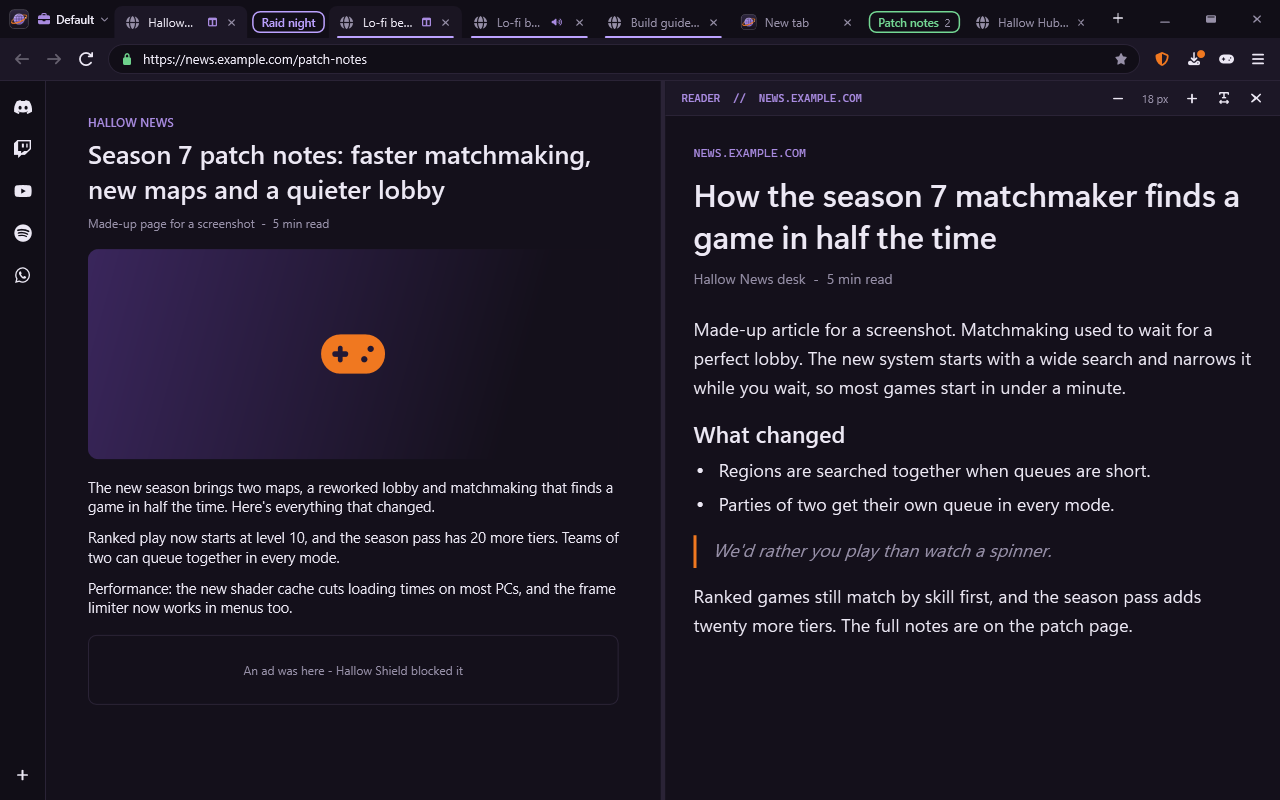 Default
Hallow...
Raid night
Lo-fi be...
Lo-fi b...
Build guide...
New tab
Patch notes 2
Hallow Hub...
https://news.example.com/patch-notes
HALLOW NEWS
Season 7 patch notes: faster matchmaking,
new maps and a quieter lobby
Made-up page for a screenshot - 5 min read
The new season brings two maps, a reworked lobby and matchmaking that finds a
game in half the time. Here's everything that changed.
Ranked play now starts at level 10, and the season pass has 20 more tiers. Teams of
two can queue together in every mode.
Performance: the new shader cache cuts loading times on most PCs, and the frame
limiter now works in menus too.
An ad was here - Hallow Shield blocked it
READER // NEWS.EXAMPLE.COM
18 px
NEWS.EXAMPLE.COM
How the season 7 matchmaker finds a
game in half the time
Hallow News desk - 5 min read
Made-up article for a screenshot. Matchmaking used to wait for a
perfect lobby. The new system starts with a wide search and narrows it
while you wait, so most games start in under a minute.
What changed
• Regions are searched together when queues are short.
• Parties of two get their own queue in every mode.
We'd rather you play than watch a spinner.
Ranked games still match by skill first, and the season pass adds
twenty more tiers. The full notes are on the patch page.